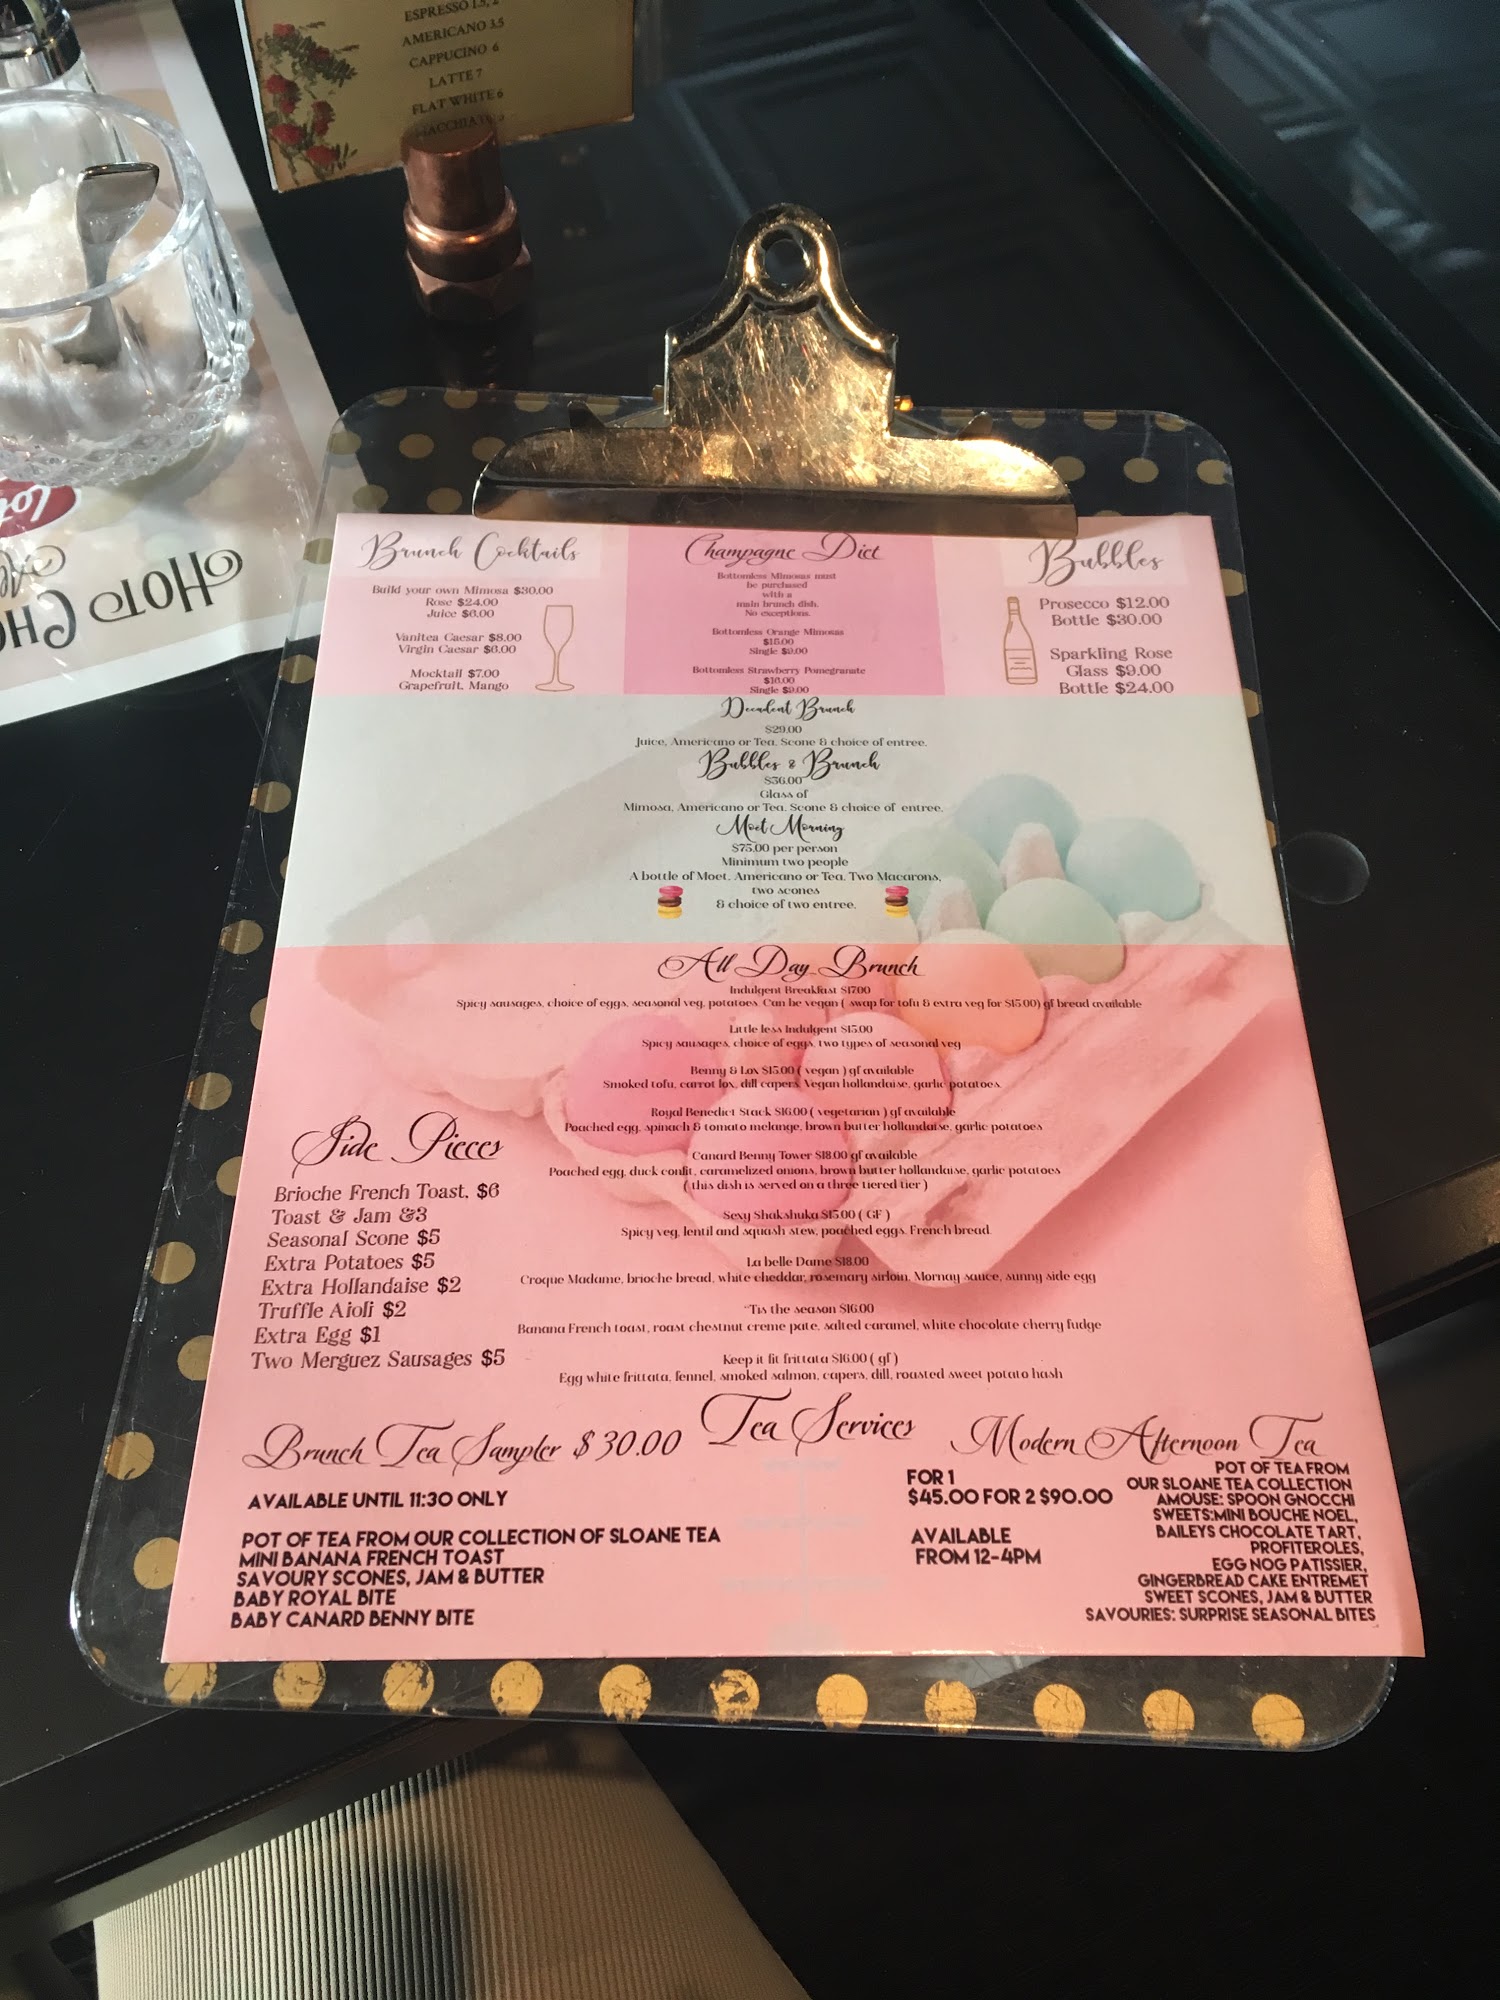 ESPRESSO 1.5, 2
AMERICANO 3.5
CAPPUCINO 6
LATTE 7
FLAT WHITE 6
HOT
Brunch Cocktails
Build your own Mimosa $30.00
Rose $24.00
Juice $6.00
Vanitea Caesar $8.00
Virgin Caesar $6.00
Mocktail $7.00
Grapefruit, Mango
Champagne Diet
Bottomless Mimosas must
be purchased
with a
main brunch dish.
No exceptions.
Bottomless Orange Mimosas
$15.00
Single $9.00
Bottomless Strawberry Pomegranate
$16.00
Single $9.00
Bubbles
Prosecco $12.00
Bottle $30.00
Sparkling Rose
Glass $9.00
Bottle $24.00
Decadent Brunch
$29.00
Juice, Americano or Tea. Scone & choice of entree.
Bubbles & Brunch
$36.00
Glass of
Mimosa, Americano or Tea. Scone & choice of entree.
Moet Morning
$75.00 per person
Minimum two people
A bottle of Moet. Americano or Tea. Two Macarons,
two scones
& choice of two entree.
All Day Brunch
Indulgent Breakfast $17.00
Spicy sausages, choice of eggs, seasonal veg, potatoes. Can be vegan ( swap for tofu & extra veg for $15.00) gf bread available
Little less Indulgent $15.00
Spicy sausages, choice of eggs, two types of seasonal veg
Benny & Lox $15.00 ( vegan ) gf available
Smoked tofu, carrot lox, dill capers. Vegan hollandaise, garlic potatoes.
Royal Benedict Stack $16.00 ( vegetarian ) gf available
Poached egg, spinach & tomato melange, brown butter hollandaise, garlic potatoes
Canard Benny Tower $18.00 gf available
Poached egg, duck confit, caramelized onions, brown butter hollandaise, garlic potatoes
( this dish is served on a three tiered tier )
Sexy Shakshuka $15.00 ( GF )
Spicy veg, lentil and squash stew, poached eggs. French bread.
La belle Dame $18.00
Croque Madame, brioche bread, white cheddar, rosemary sirloin, Mornay sauce, sunny side egg
"Tis the season $16.00
Banana French toast, roast chestnut creme pate, salted caramel, white chocolate cherry fudge
Keep it fit frittata $16.00 ( gf )
Egg white frittata, fennel, smoked salmon, capers, dill, roasted sweet potato hash
Side Pieces
Brioche French Toast, $6
Toast & Jam &3
Seasonal Scone $5
Extra Potatoes $5
Extra Hollandaise $2
Truffle Aioli $2
Extra Egg $1
Two Merguez Sausages $5
Tea Services
Brunch Tea Sampler $30.00
AVAILABLE UNTIL 11:30 ONLY
POT OF TEA FROM OUR COLLECTION OF SLOANE TEA
MINI BANANA FRENCH TOAST
SAVOURY SCONES, JAM & BUTTER
BABY ROYAL BITE
BABY CANARD BENNY BITE
Modern Afternoon Tea
FOR 1
$45.00 FOR 2 $90.00
AVAILABLE
FROM 12-4PM
POT OF TEA FROM
OUR SLOANE TEA COLLECTION
AMOUSE: SPOON GNOCCHI
SWEETS:MINI BOUCHE NOEL,
BAILEYS CHOCOLATE TART,
PROFITEROLES,
EGG NOG PATISSIER,
GINGERBREAD CAKE ENTREMET
SWEET SCONES, JAM & BUTTER
SAVOURIES: SURPRISE SEASONAL BITES